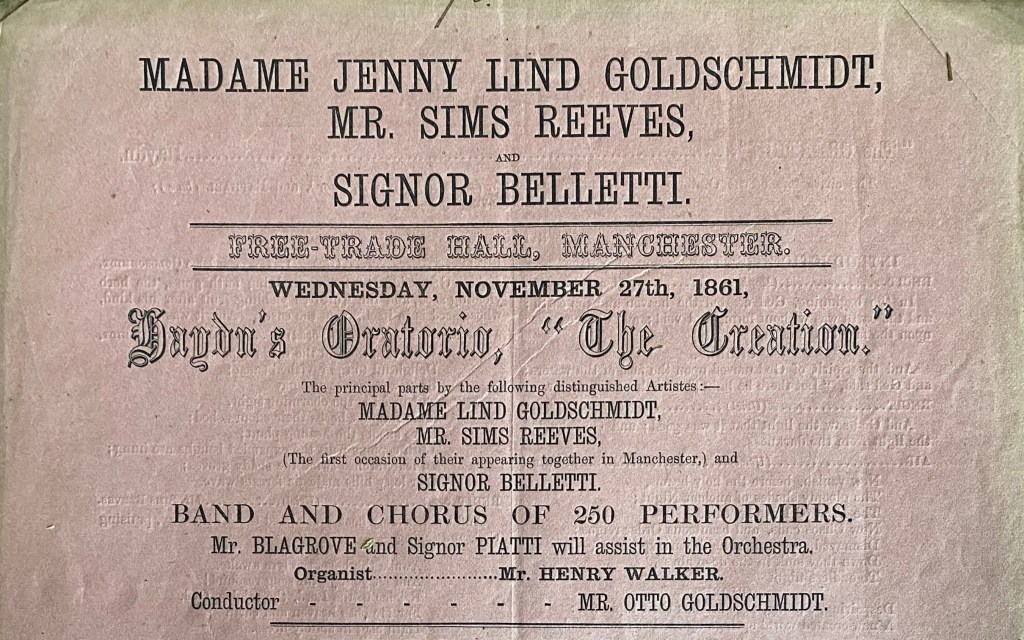 MADAME JENNY LIND GOLDSCHMIDT,
MR. SIMS REEVES,
AND
SIGNOR BELLETTI.
FREE-TRADE HALL, MANCHESTER.
WEDNESDAY, NOVEMBER 27th, 1861,
Haydn's Oratorio, "The Creation."
The principal parts by the following distinguished Artistes:—
MADAME LIND GOLDSCHMIDT,
MR. SIMS REEVES,
(The first occasion of their appearing together in Manchester,) and
SIGNOR BELLETTI.
BAND AND CHORUS OF 250 PERFORMERS.
Mr. BLAGROVE and Signor PIATTI will assist in the Orchestra.
Organist........................Mr. HENRY WALKER.
Conductor - - - - - - MR. OTTO GOLDSCHMIDT.